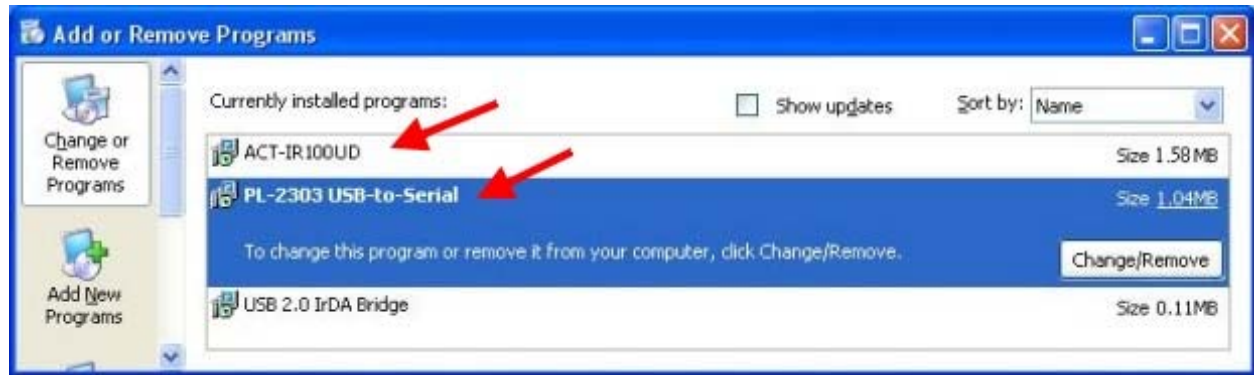 Add or Remove Programs
Change or
Remove
Programs
Add New
Programs
Currently installed programs:
Show updates
Sort by: Name
ACT-IR100UD
Size 1.58 MB
PL-2303 USB-to-Serial
Size 1.04MB
To change this program or remove it from your computer, click Change/Remove.
Change/Remove
USB 2.0 IrDA Bridge
Size 0.11MB